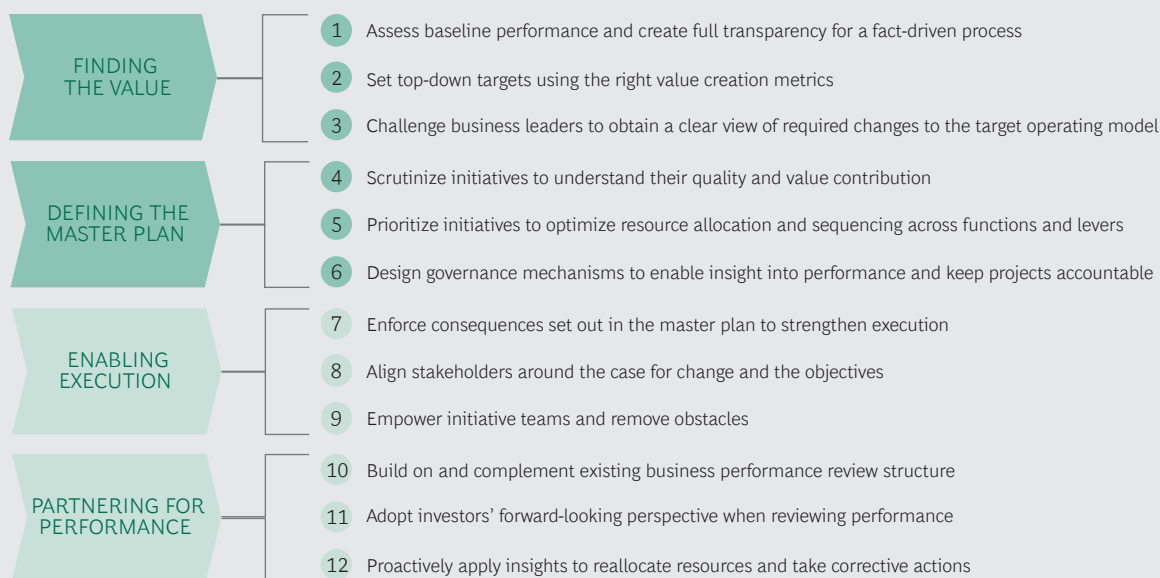 FINDING
THE VALUE
1 Assess baseline performance and create full transparency for a fact-driven process
2 Set top-down targets using the right value creation metrics
3 Challenge business leaders to obtain a clear view of required changes to the target operating model
DEFINING THE
MASTER PLAN
4 Scrutinize initiatives to understand their quality and value contribution
5 Prioritize initiatives to optimize resource allocation and sequencing across functions and levers
6 Design governance mechanisms to enable insight into performance and keep projects accountable
ENABLING
EXECUTION
7 Enforce consequences set out in the master plan to strengthen execution
8 Align stakeholders around the case for change and the objectives
9 Empower initiative teams and remove obstacles
PARTNERING FOR
PERFORMANCE
10 Build on and complement existing business performance review structure
11 Adopt investors’ forward-looking perspective when reviewing performance
12 Proactively apply insights to reallocate resources and take corrective actions